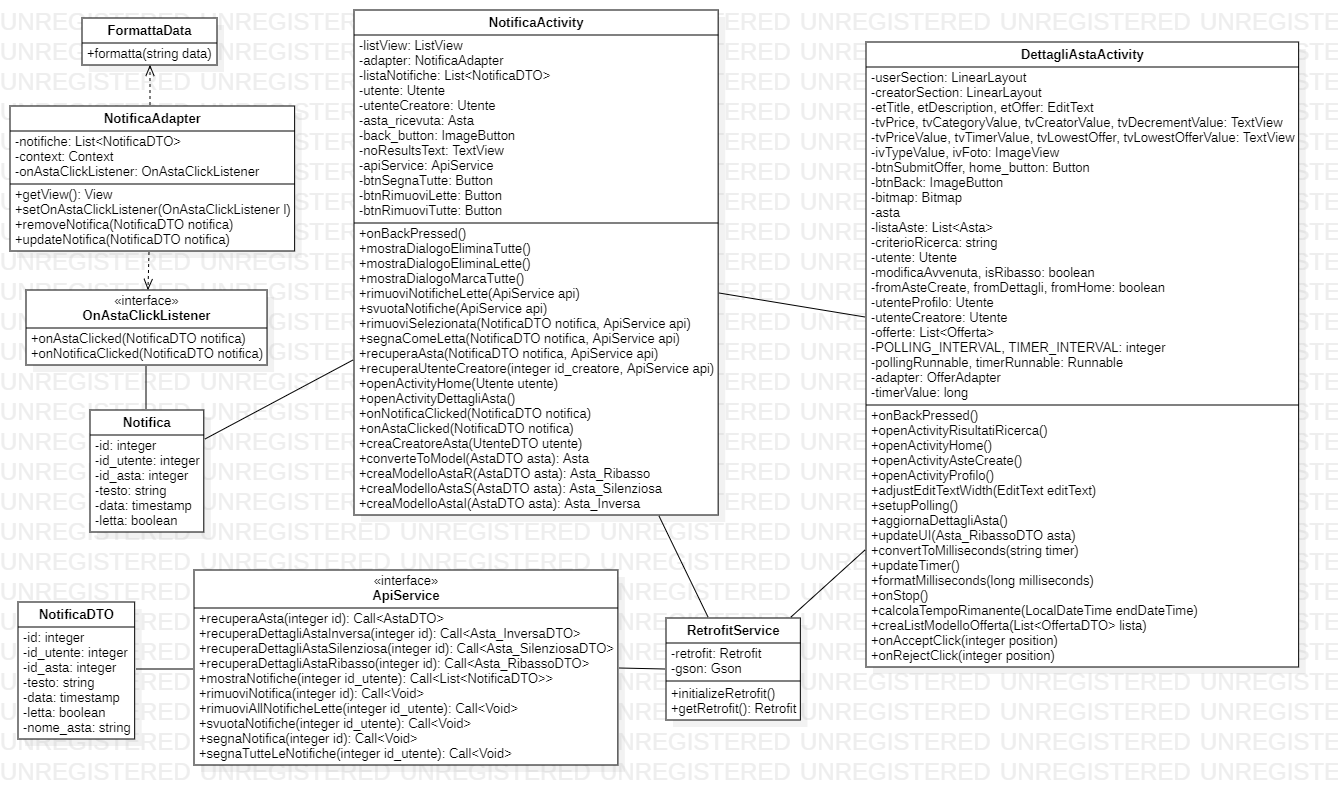 FormattaData
+formatta(string data)
NotificaAdapter
-notifiche: List<NotificaDTO>
-context: Context
-onAstaClickListener: OnAstaClickListener
+getView(): View
+setOnAstaClickListener(OnAstaClickListener l)
+removeNotifica(NotificaDTO notifica)
+updateNotifica(NotificaDTO notifica)
«interface»
OnAstaClickListener
+onAstaClicked(NotificaDTO notifica)
+onNotificaClicked(NotificaDTO notifica)
Notifica
-id: integer
-id_utente: integer
-id_asta: integer
-testo: string
-data: timestamp
-letta: boolean
NotificaActivity
-listView: ListView
-adapter: NotificaAdapter
-listaNotifiche: List<NotificaDTO>
-utente: Utente
-utenteCreatore: Utente
-asta_ricevuta: Asta
-back_button: ImageButton
-noResultsText: TextView
-apiService: ApiService
-btnSegnaTutte: Button
-btnRimuoviLette: Button
-btnRimuoviTutte: Button
+onBackPressed()
+mostraDialogoEliminaTutte()
+mostraDialogoEliminaLette()
+mostraDialogoMarcaTutte()
+rimuoviNotificheLette(ApiService api)
+svuotaNotifiche(ApiService api)
+rimuoviSelezionata(NotificaDTO notifica, ApiService api)
+segnaComeLetta(NotificaDTO notifica, ApiService api)
+recuperaAsta(NotificaDTO notifica, ApiService api)
+recuperaUtenteCreatore(integer id_creatore, ApiService api)
+openActivityHome(Utente utente)
+openActivityDettagliAsta()
+onNotificaClicked(NotificaDTO notifica)
+onAstaClicked(NotificaDTO notifica)
+creaCreatoreAsta(UtenteDTO utente)
+converteToModel(AstaDTO asta): Asta
+creaModelloAstaR(AstaDTO asta): Asta_Ribasso
+creaModelloAstaS(AstaDTO asta): Asta_Silenziosa
+creaModelloAstaI(AstaDTO asta): Asta_Inversa
DettagliAstaActivity
-userSection: LinearLayout
-creatorSection: LinearLayout
-etTitle, etDescription, etOffer: EditText
-tvPrice, tvCategoryValue, tvCreatorValue, tvDecrementValue: TextView
-tvPriceValue, tvTimerValue, tvLowestOffer, tvLowestOfferValue: TextView
-ivTypeValue, ivFoto: ImageView
-btnSubmitOffer, home_button: Button
-btnBack: ImageButton
-bitmap: Bitmap
-asta
-listaAste: List<Asta>
-criterioRicerca: string
-utente: Utente
-modificaAvvenuta, isRibasso: boolean
-fromAsteCreate, fromDettagli, fromHome: boolean
-utenteProfilo: Utente
-utenteCreatore: Utente
-offerte: List<Offerta>
-POLLING_INTERVAL, TIMER_INTERVAL: integer
-pollingRunnable, timerRunnable: Runnable
-adapter: OfferAdapter
-timerValue: long
+onBackPressed()
+openActivityRisultatiRicerca()
+openActivityHome()
+openActivityAsteCreate()
+openActivityProfilo()
+adjustEditTextWidth(EditText editText)
+setupPolling()
+aggiornaDettagliAsta()
+updateUI(Asta_RibassoDTO asta)
+convertToMilliseconds(string timer)
+updateTimer()
+formatMilliseconds(long milliseconds)
+onStop()
+calcolaTempoRimanente(LocalDateTime endDateTime)
+creaListModelloOfferta(List<OffertaDTO> lista)
+onAcceptClick(integer position)
+onRejectClick(integer position)
NotificaDTO
-id: integer
-id_utente: integer
-id_asta: integer
-testo: string
-data: timestamp
-letta: boolean
-nome_asta: string
«interface»
ApiService
+recuperaAsta(integer id): Call<AstaDTO>
+recuperaDettagliAstaInversa(integer id): Call<Asta_InversaDTO>
+recuperaDettagliAstaSilenziosa(integer id): Call<Asta_SilenziosaDTO>
+recuperaDettagliAstaRibasso(integer id): Call<Asta_RibassoDTO>
+mostraNotifiche(integer id_utente): Call<List<NotificaDTO>>
+rimuoviNotifica(integer id): Call<Void>
+rimuoviAllNotificheLette(integer id_utente): Call<Void>
+svuotaNotifiche(integer id_utente): Call<Void>
+segnaNotifica(integer id): Call<Void>
+segnaTutteLeNotifiche(integer id_utente): Call<Void>
RetrofitService
-retrofit: Retrofit
-gson: Gson
+initializeRetrofit()
+getRetrofit(): Retrofit